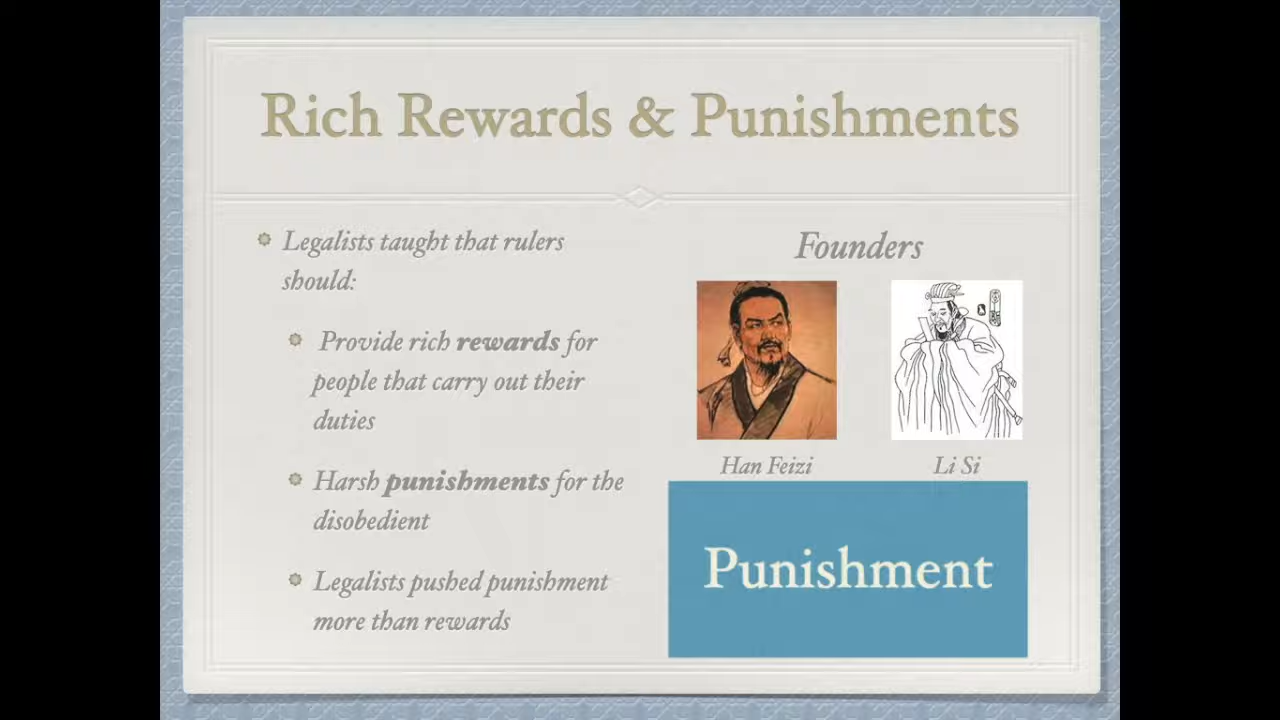 Rich Rewards & Punishments
Legalists taught that rulers
should:
Provide rich rewards for
people that carry out their
duties
Harsh punishments for the
disobedient
Legalists pushed punishment
more than rewards
Founders
Han Feizi
Li Si
Punishment